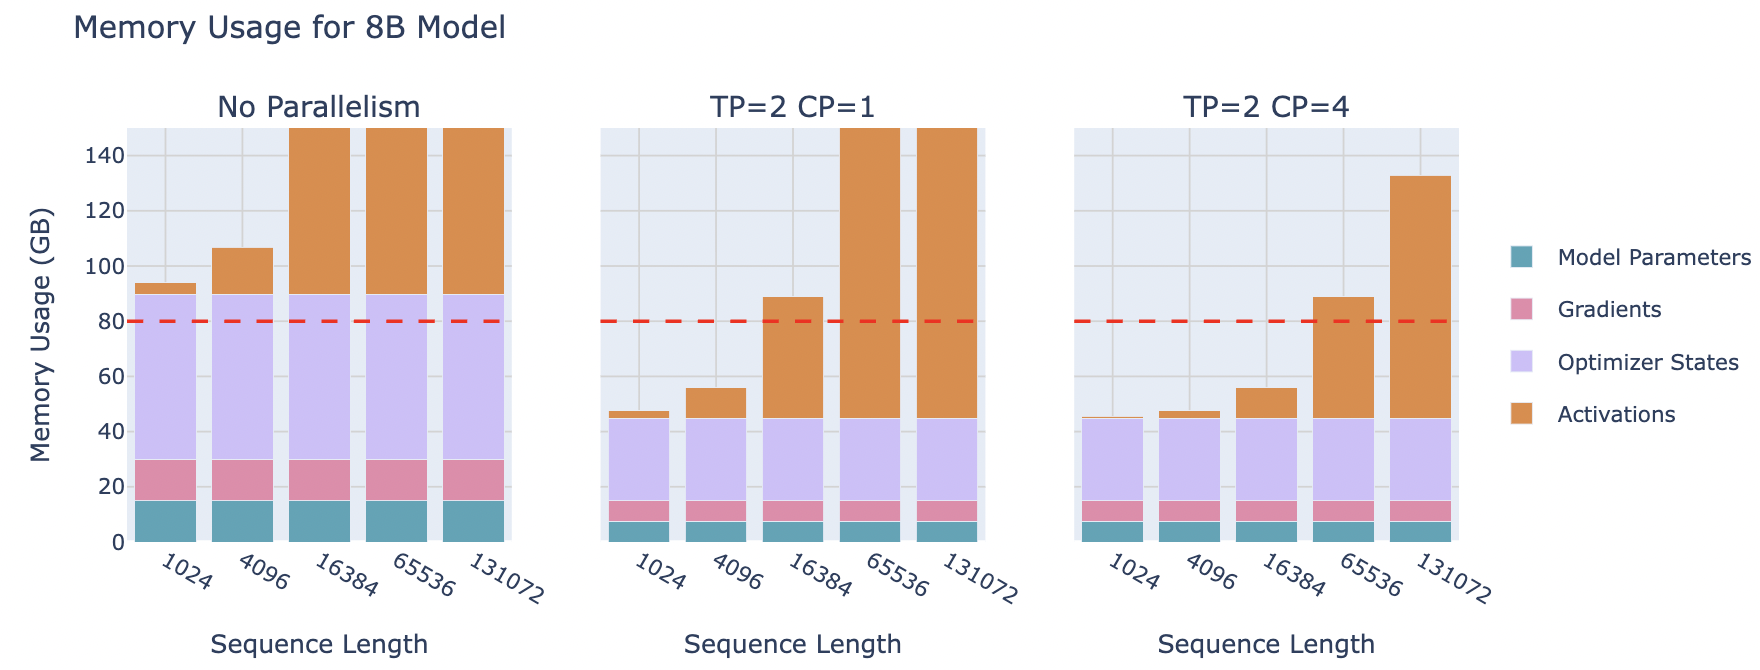 Memory Usage for 8B Model
No Parallelism
TP=2 CP=1
TP=2 CP=4
Memory Usage (GB)
140
120
100
80
60
40
20
0
1024 4096 16384 65536 131072
1024 4096 16384 65536 131072
1024 4096 16384 65536 131072
Sequence Length
Sequence Length
Sequence Length
Model Parameters
Gradients
Optimizer States
Activations